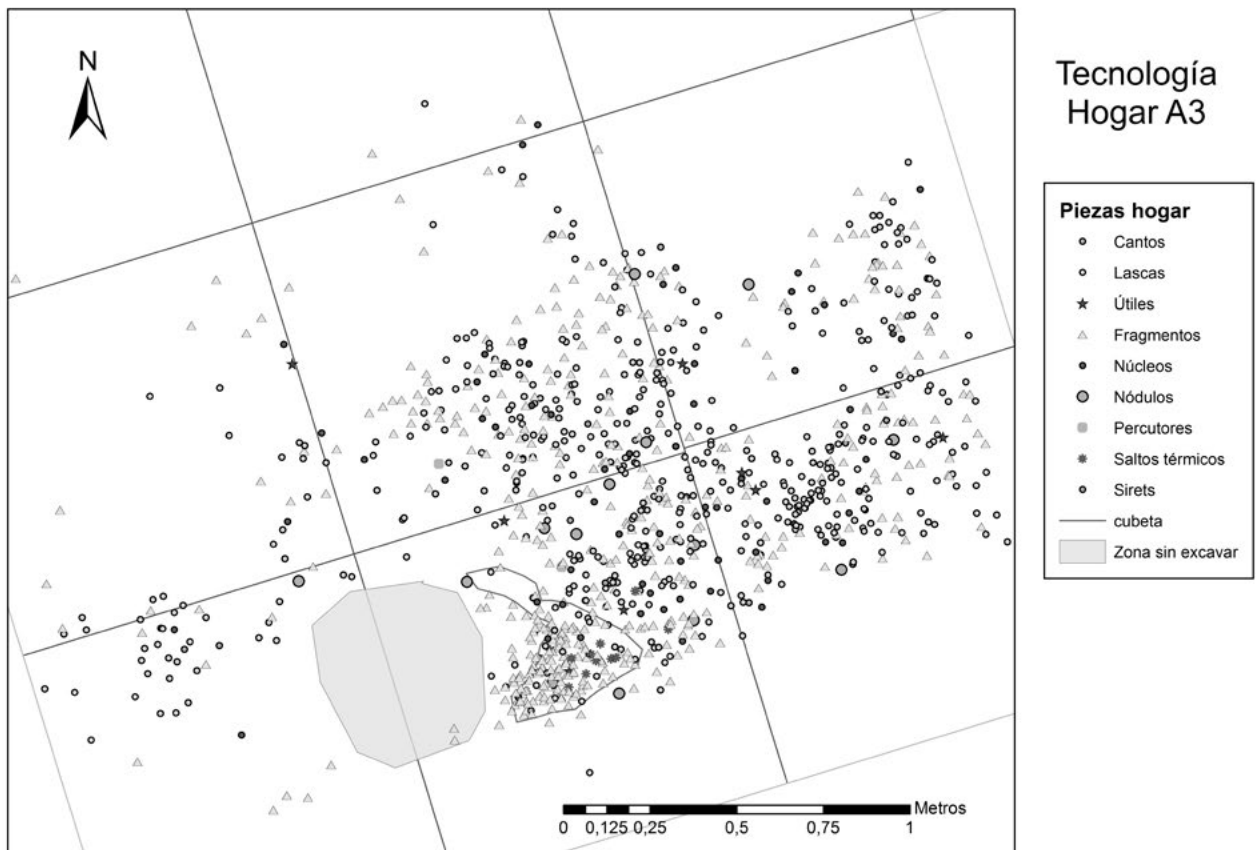 N
Tecnología
Hogar A3
Piezas hogar
Cantos
Lascas
Útiles
Fragmentos
Núcleos
Nódulos
Percutores
Saltos térmicos
Sirets
cubeta
Zona sin excavar
Metros
0 0,125 0,25 0,5 0,75 1